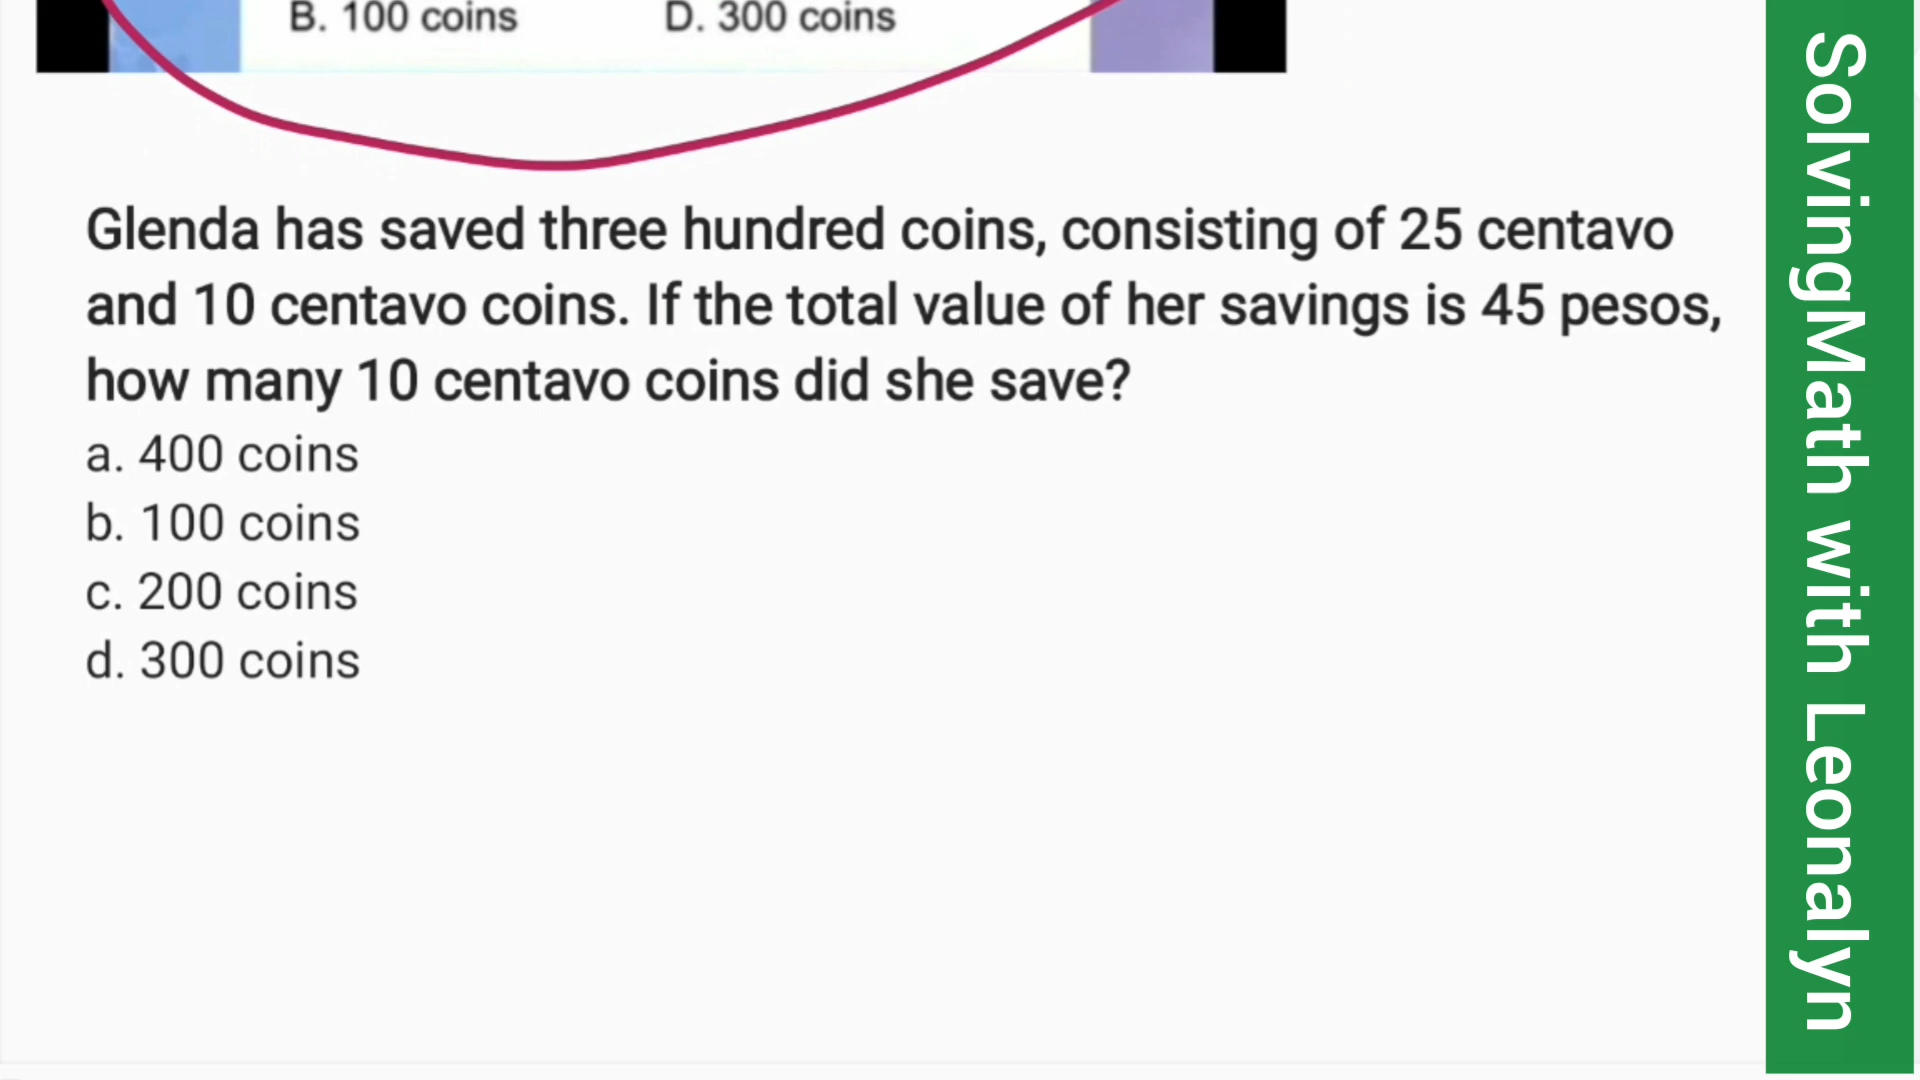 B. 100 coins D. 300 coins
Glenda has saved three hundred coins, consisting of 25 centavo
and 10 centavo coins. If the total value of her savings is 45 pesos,
how many 10 centavo coins did she save?
a. 400 coins
b. 100 coins
c. 200 coins
d. 300 coins
SolvingMath with Leonalyn